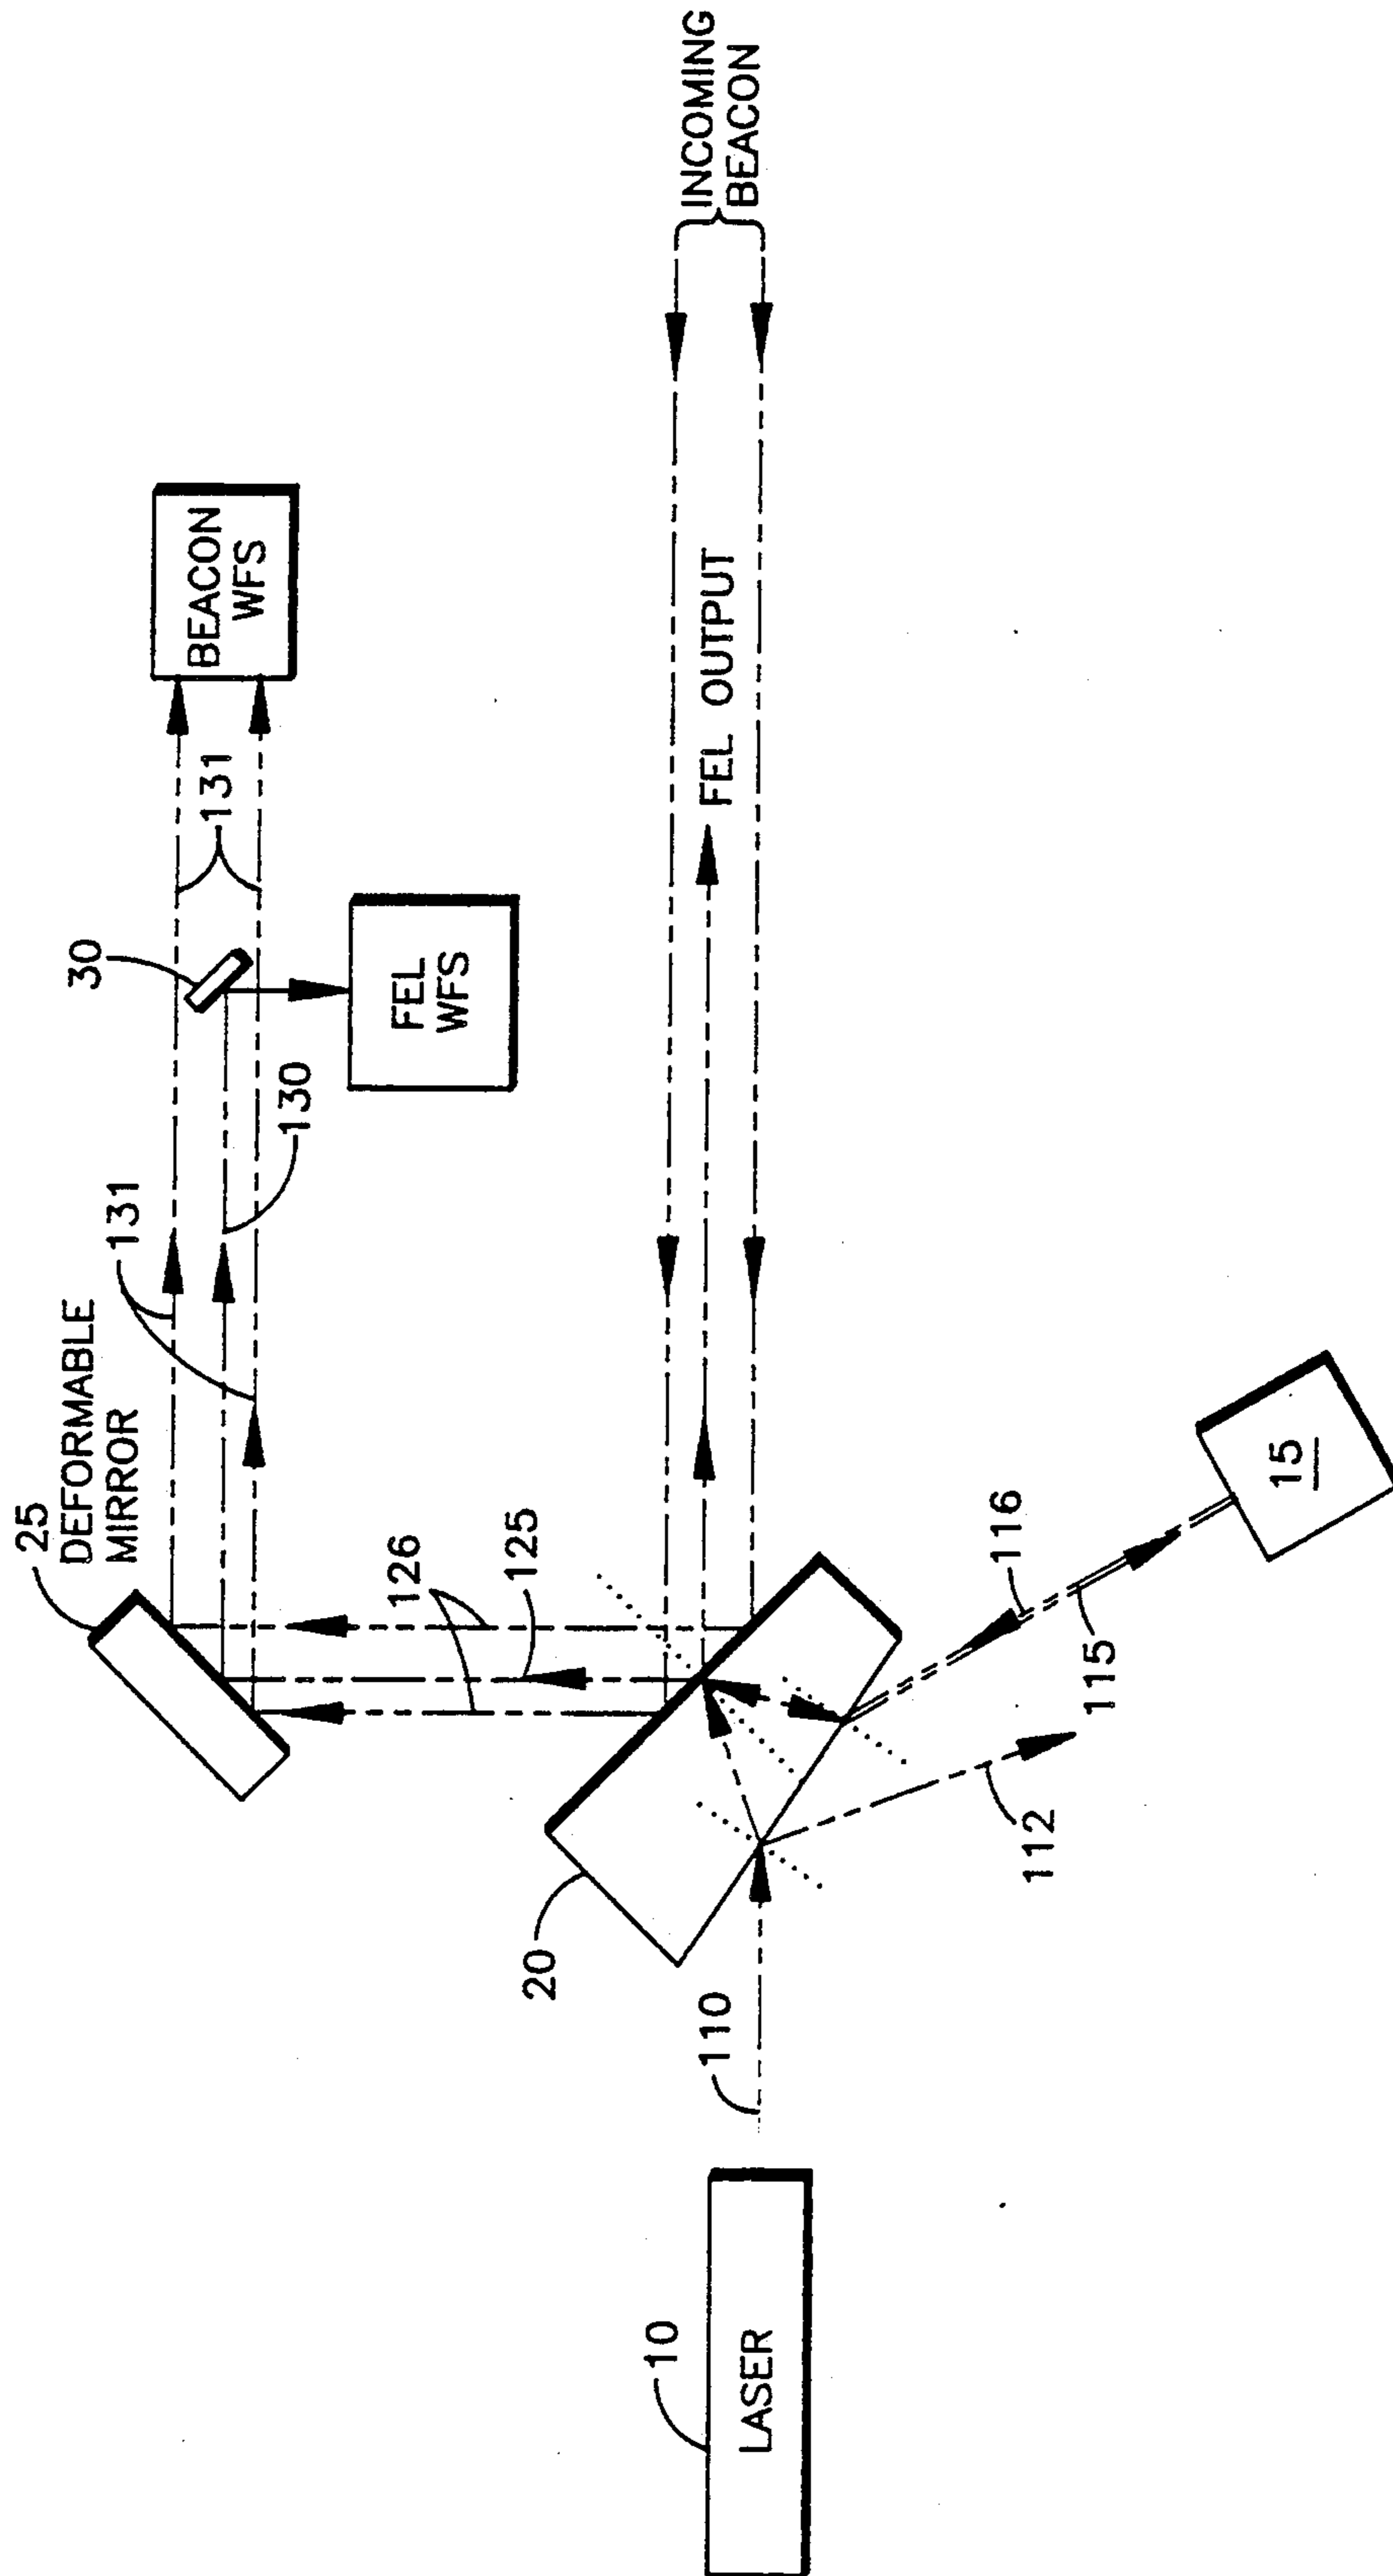 25
DEFORMABLE
MIRROR
131
30
131
BEACON
WFS
130
FEL
WFS
126
125
INCOMING
BEACON
FEL OUTPUT
20
110
10
LASER
116
115
112
15